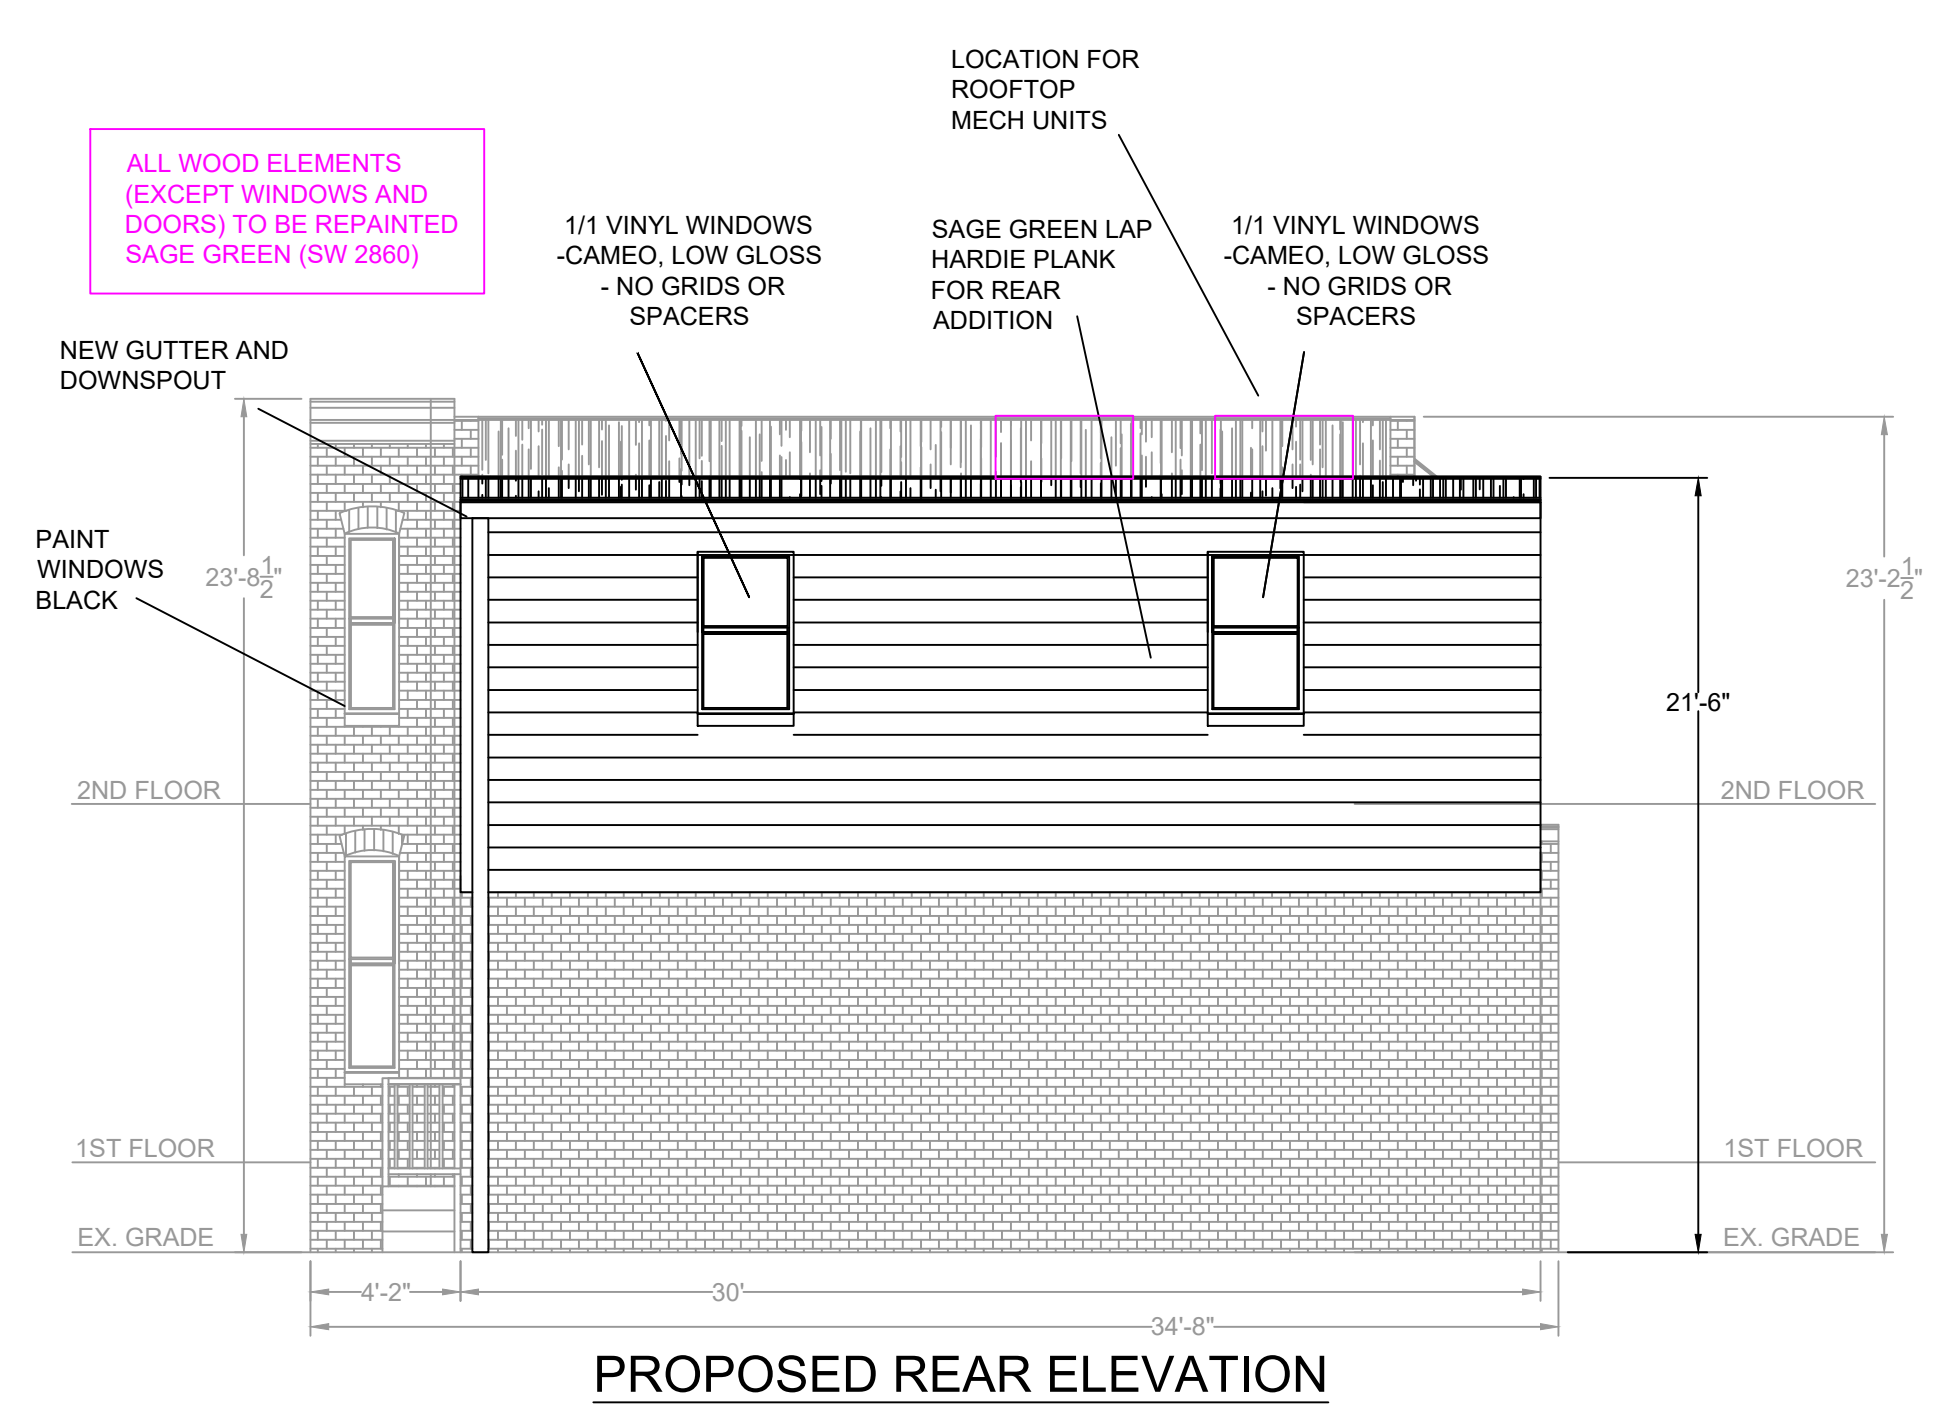 LOCATION FOR
ROOFTOP
MECH UNITS
ALL WOOD ELEMENTS
(EXCEPT WINDOWS AND
DOORS) TO BE REPAINTED
SAGE GREEN (SW 2860)
1/1 VINYL WINDOWS
-CAMEO, LOW GLOSS
- NO GRIDS OR
SPACERS
SAGE GREEN LAP
HARDIE PLANK
FOR REAR
ADDITION
1/1 VINYL WINDOWS
-CAMEO, LOW GLOSS
- NO GRIDS OR
SPACERS
NEW GUTTER AND
DOWNSPOUT
PAINT
WINDOWS
BLACK
23'-8 1/2"
23'-2 1/2"
21'-6"
2ND FLOOR
2ND FLOOR
1ST FLOOR
1ST FLOOR
EX. GRADE
EX. GRADE
4'-2"
30'
34'-8"
PROPOSED REAR ELEVATION